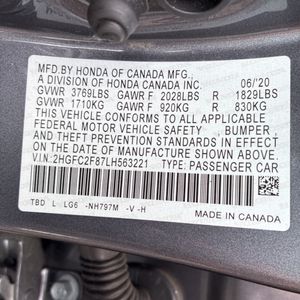 MFD.BY HONDA OF CANADA MFG.,
A DIVISION OF HONDA CANADA INC. 06/'20
GVWR 3769LBS GAWR F 2028LBS R 1829LBS
GVWR 1710KG GAWR F 920KG R 830KG
THIS VEHICLE CONFORMS TO ALL APPLICABLE
FEDERAL MOTOR VEHICLE SAFETY , BUMPER ,
AND THEFT PREVENTION STANDARDS IN EFFECT
ON THE DATE OF MANUFACTURE SHOWN ABOVE.
V.I.N: 2HGFC2F87LH563221 TYPE: PASSENGER CAR
TBD L LG6 -NH797M -V -H
MADE IN CANADA